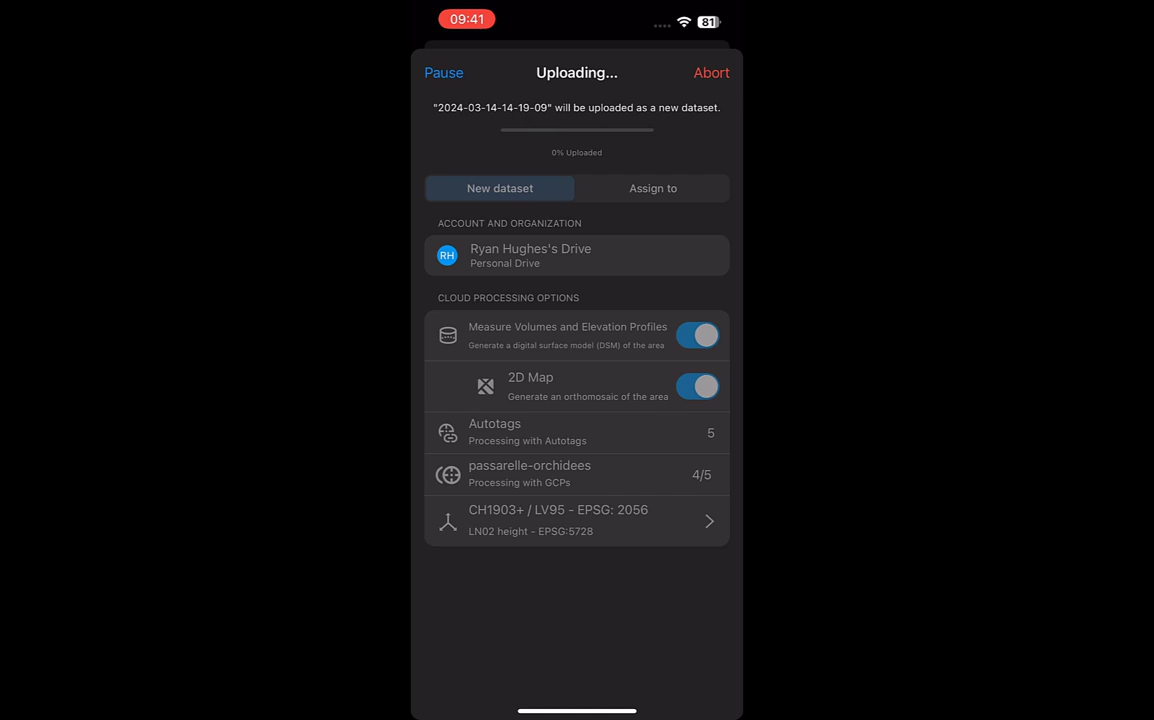 09:41
81
Pause
Uploading...
Abort
"2024-03-14-14-19-09" will be uploaded as a new dataset.
0% Uploaded
New dataset
Assign to
ACCOUNT AND ORGANIZATION
RH
Ryan Hughes's Drive
Personal Drive
CLOUD PROCESSING OPTIONS
Measure Volumes and Elevation Profiles
Generate a digital surface model (DSM) of the area
2D Map
Generate an orthomosaic of the area
Autotags
Processing with Autotags
5
passarelle-orchidees
Processing with GCPs
4/5
CH1903+ / LV95 - EPSG: 2056
LN02 height - EPSG:5728